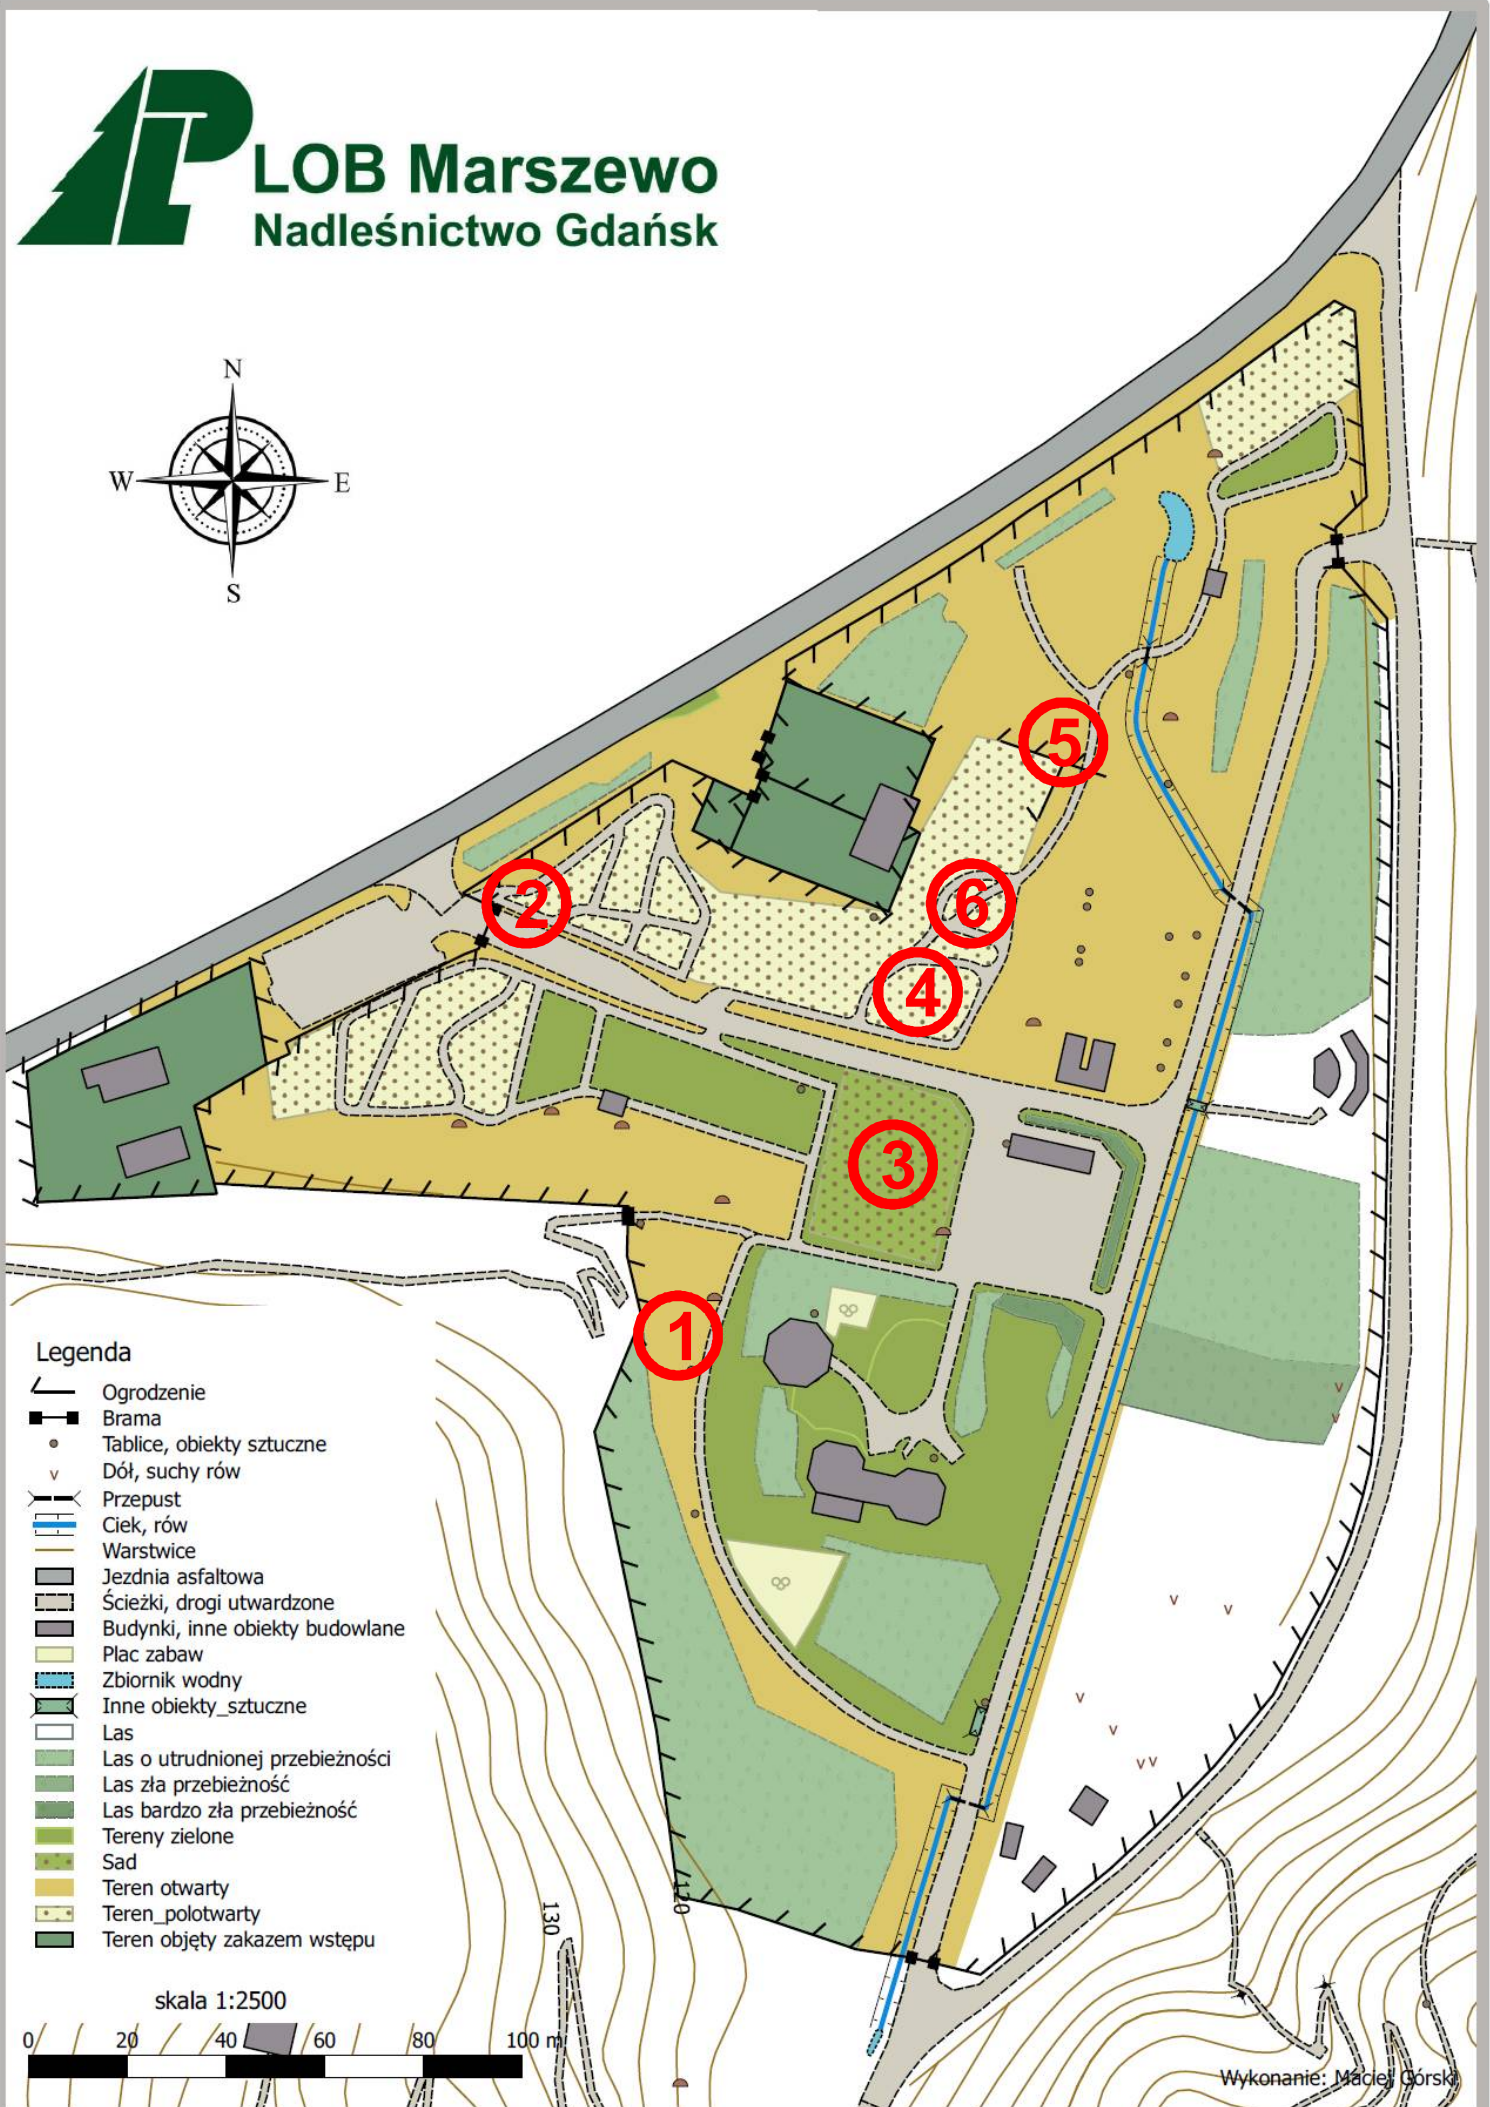 LOB Marszewo
Nadleśnictwo Gdańsk
N
W
E
S
5
2
6
4
3
1
Legenda
Ogrodzenie
Brama
Tablice, obiekty sztuczne
Dół, suchy rów
Przepust
Ciek, rów
Warstwice
Jezdnia asfaltowa
Ścieżki, drogi utwardzone
Budynki, inne obiekty budowlane
Plac zabaw
Zbiornik wodny
Inne obiekty_sztuczne
Las
Las o utrudnionej przebieżności
Las zła przebieżność
Las bardzo zła przebieżność
Tereny zielone
Sad
Teren otwarty
Teren_polotwarty
Teren objęty zakazem wstępu
130
120
skala 1:2500
0 20 40 60 80 100 m
Wykonanie: Maciej Górski